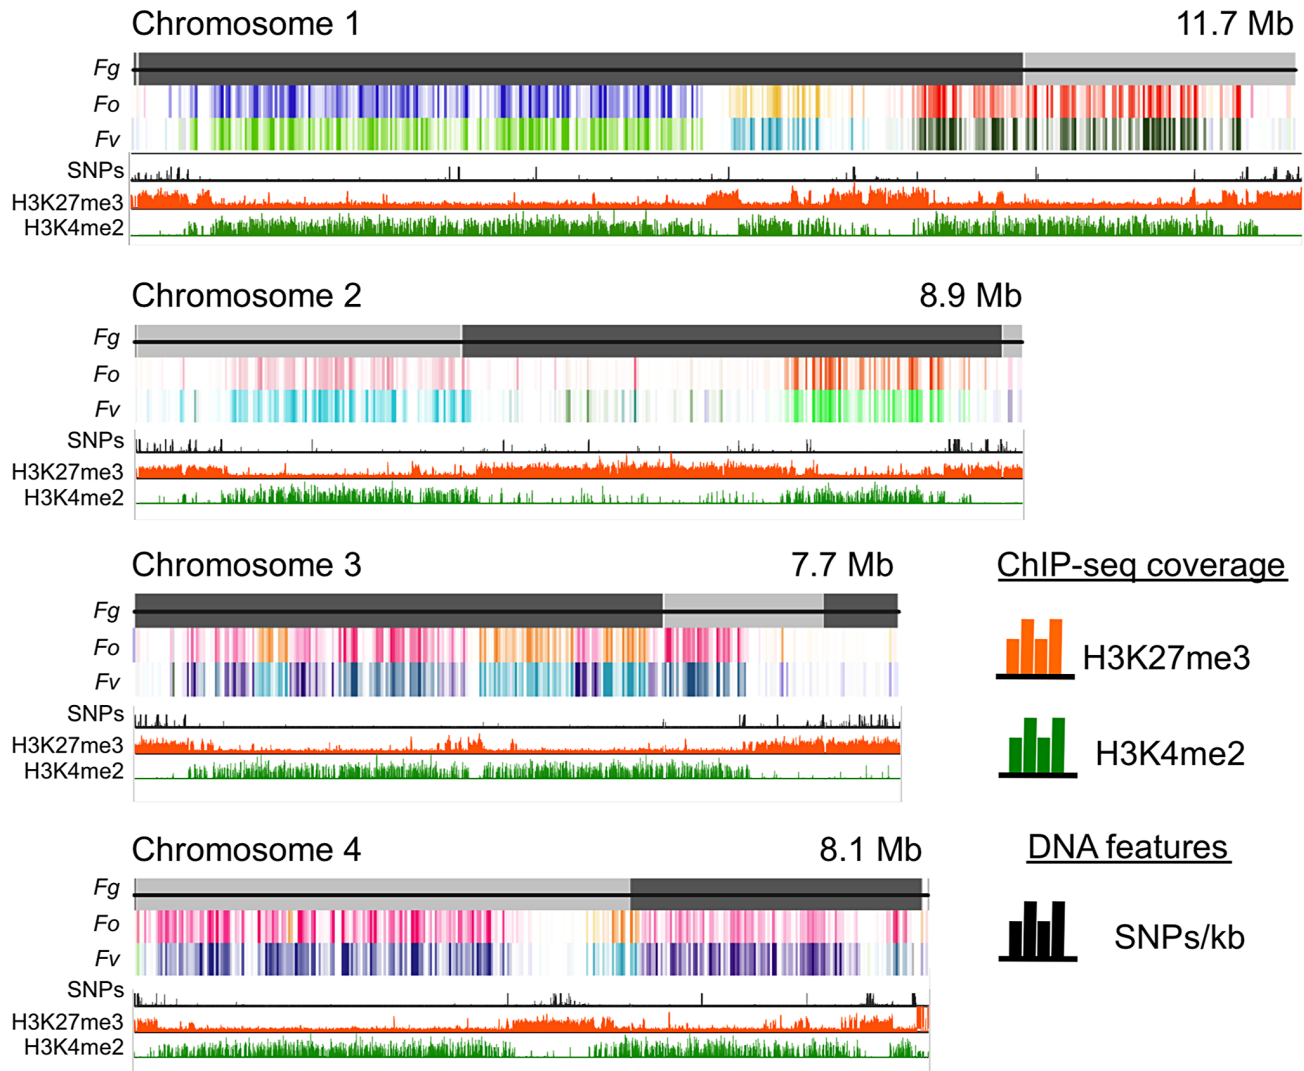 Chromosome 1 11.7 Mb
Fg
Fo
Fv
SNPs
H3K27me3
H3K4me2
Chromosome 2 8.9 Mb
Fg
Fo
Fv
SNPs
H3K27me3
H3K4me2
Chromosome 3 7.7 Mb
Fg
Fo
Fv
SNPs
H3K27me3
H3K4me2
ChIP-seq coverage
H3K27me3
H3K4me2
Chromosome 4 8.1 Mb
Fg
Fo
Fv
SNPs
H3K27me3
H3K4me2
DNA features
SNPs/kb